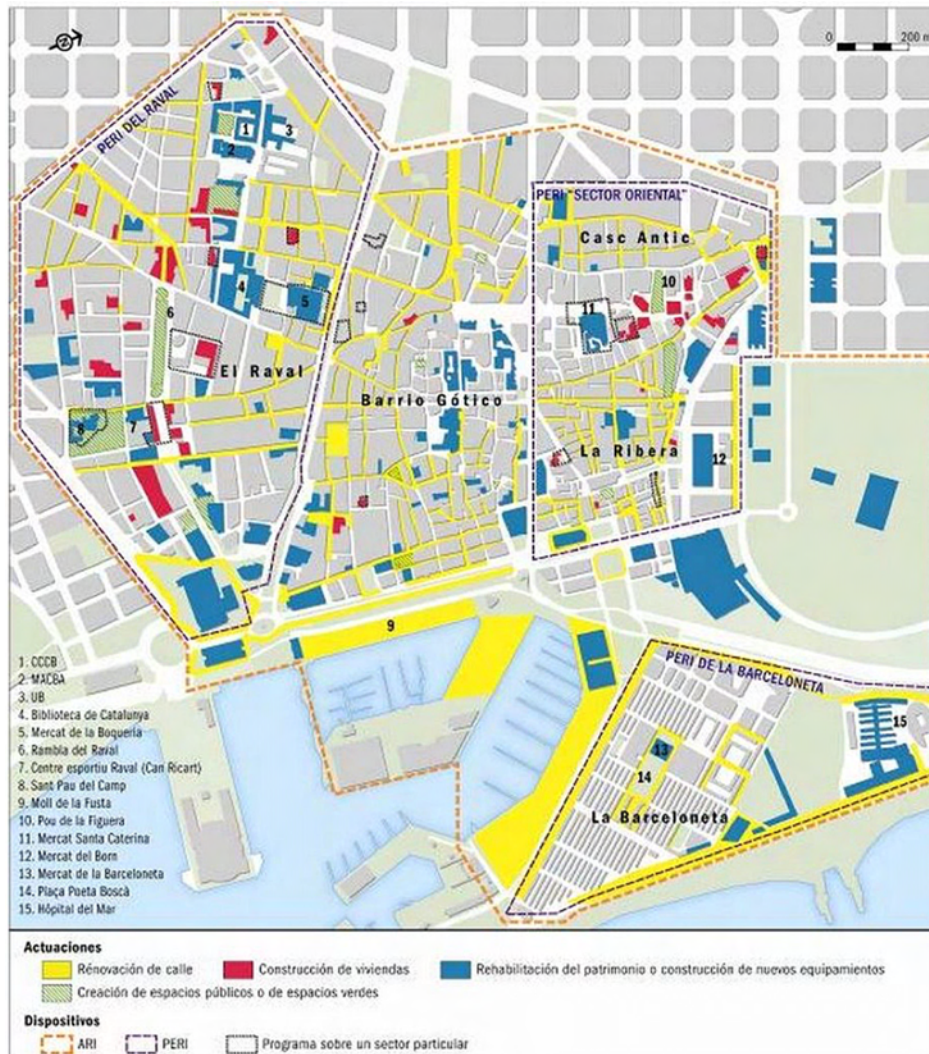 N
0 200 m
PERI DEL RAVAL
PERI "SECTOR ORIENTAL"
1
3
2
Casc Antic
10
4
5
11
6
El Raval
Barrio Gótico
8
7
La Ribera
12
9
PERI DE LA BARCELONETA
15
13
14
La Barceloneta
1. CCCB
2. MACBA
3. UB
4. Biblioteca de Catalunya
5. Mercat de la Boqueria
6. Rambla del Raval
7. Centre esportiu Raval (Can Ricart)
8. Sant Pau del Camp
9. Moll de la Fusta
10. Pou de la Figuera
11. Mercat Santa Caterina
12. Mercat del Born
13. Mercat de la Barceloneta
14. Plaça Poeta Boscà
15. Hôpital del Mar
Actuaciones
Rénovación de calle
Construcción de viviendas
Rehabilitación del patrimonio o construcción de nuevos equipamientos
Creación de espacios públicos o de espacios verdes
Dispositivos
ARI
PERI
Programa sobre un sector particular